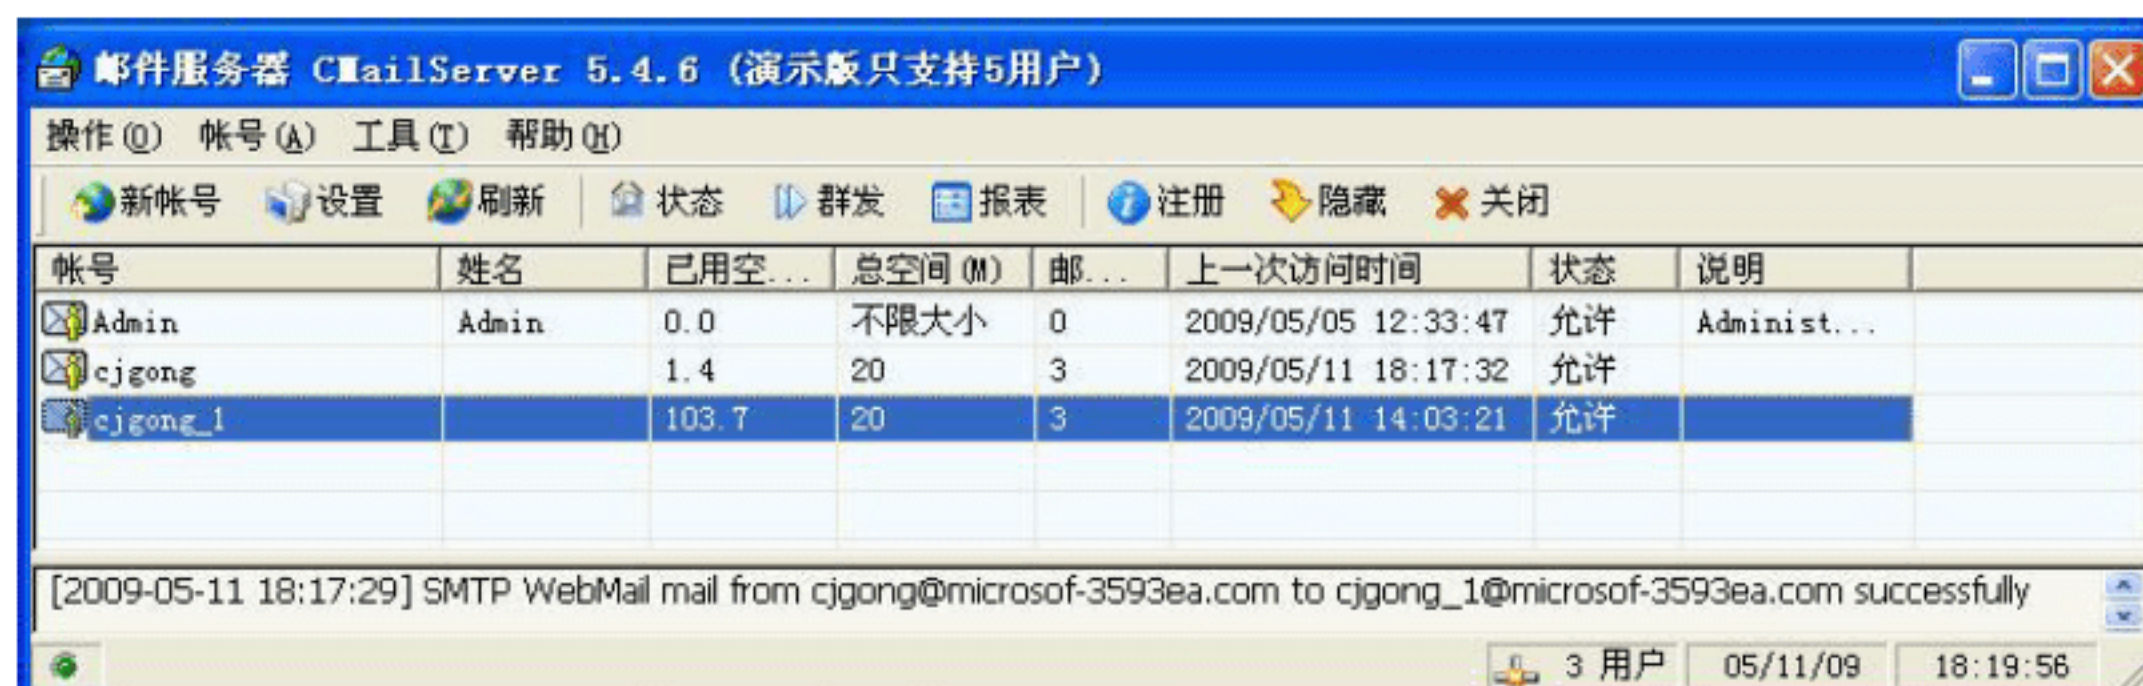 邮件服务器 CMailServer 5.4.6 (演示版只支持5用户)
操作(O) 帐号(A) 工具(T) 帮助(H)
新帐号 设置 刷新 状态 群发 报表 注册 隐藏 关闭
帐号 姓名 已用空... 总空间(M) 邮... 上一次访问时间 状态 说明
Admin Admin 0.0 不限大小 0 2009/05/05 12:33:47 允许 Administ...
cjgong 1.4 20 3 2009/05/11 18:17:32 允许
cjgong_1 103.7 20 3 2009/05/11 14:03:21 允许
[2009-05-11 18:17:29] SMTP WebMail mail from cjgong@microsof-3593ea.com to cjgong_1@microsof-3593ea.com successfully
3 用户 05/11/09 18:19:56